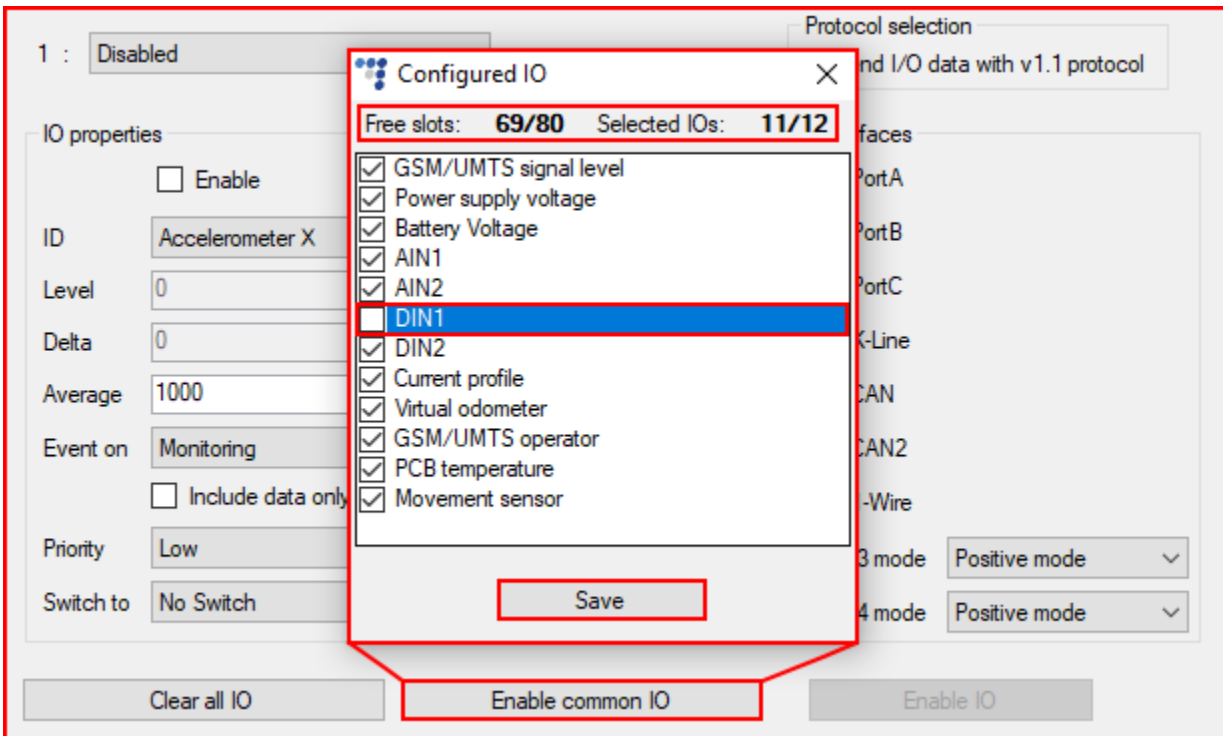 Protocol selection
1 : Disabled
nd I/O data with v1.1 protocol
Configured IO
Free slots: 69/80 Selected IOs: 11/12
GSM/UMTS signal level
Power supply voltage
Battery Voltage
AIN1
AIN2
DIN1
DIN2
Current profile
Virtual odometer
GSM/UMTS operator
PCB temperature
Movement sensor
Save
IO properties
Enable
ID Accelerometer X
Level 0
Delta 0
Average 1000
Event on Monitoring
Include data only
Priority Low
Switch to No Switch
faces
PortA
PortB
PortC
K-Line
CAN
CAN2
-Wire
3 mode Positive mode
4 mode Positive mode
Clear all IO Enable common IO Enable IO